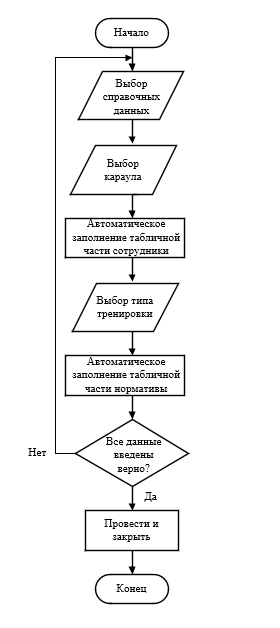 Начало
Выбор
справочных
данных
Выбор
караула
Автоматическое
заполнение табличной
части сотрудники
Выбор типа
тренировки
Автоматическое
заполнение табличной
части нормативы
Все данные
введены
верно?
Нет
Да
Провести и
закрыть
Конец